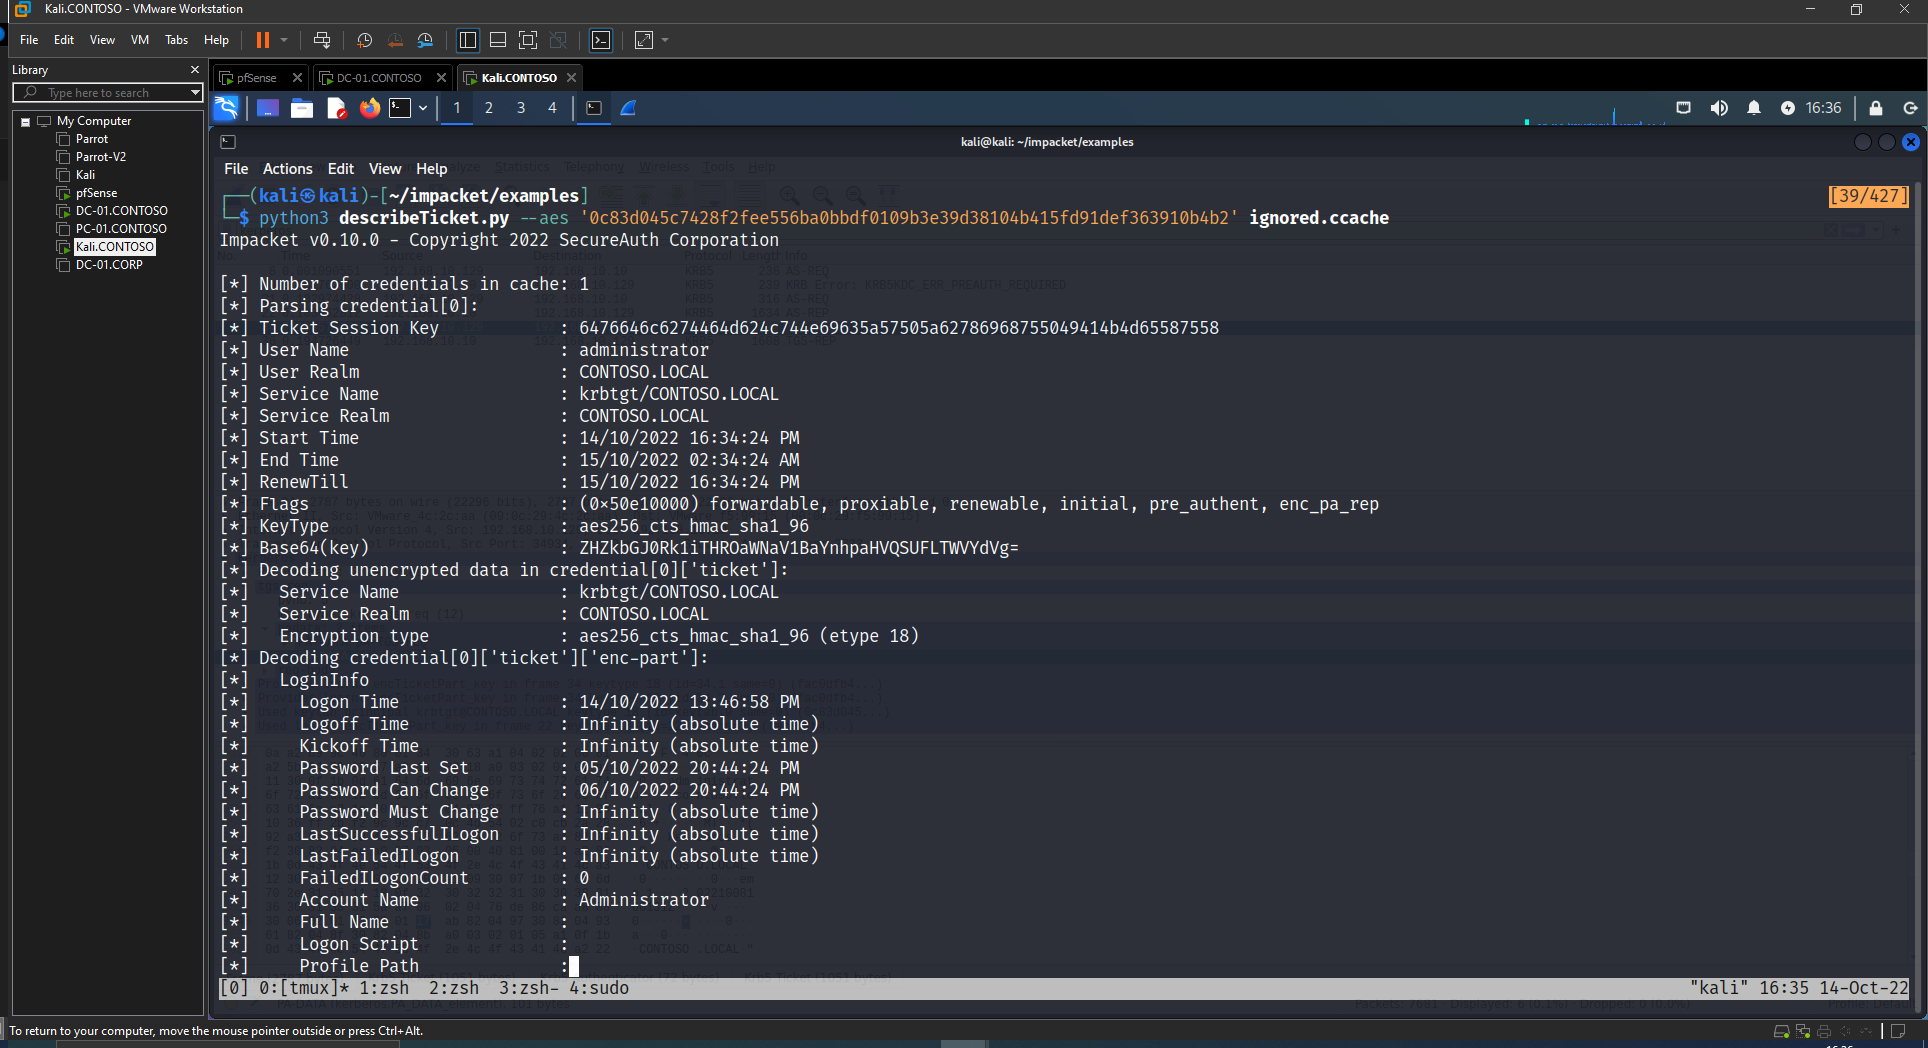 Kali.CONTOSO - VMware Workstation
File Edit View VM Tabs Help
Library
Type here to search
My Computer
Parrot
Parrot-V2
Kali
pfSense
DC-01.CONTOSO
PC-01.CONTOSO
Kali.CONTOSO
DC-01.CORP
pfSense DC-01.CONTOSO Kali.CONTOSO
1 2 3 4 16:36
kali@kali: ~/impacket/examples
File Actions Edit View Help
┌──(kali㉿kali)-[~/impacket/examples] [39/427]
└─$ python3 describeTicket.py --aes '0c83d045c7428f2fee556ba0bbdf0109b3e39d38104b415fd91def363910b4b2' ignored.ccache
Impacket v0.10.0 - Copyright 2022 SecureAuth Corporation
[*] Number of credentials in cache: 1
[*] Parsing credential[0]:
[*] Ticket Session Key : 6476646c6274464d624c744e69635a57505a62786968755049414b4d65587558
[*] User Name : administrator
[*] User Realm : CONTOSO.LOCAL
[*] Service Name : krbtgt/CONTOSO.LOCAL
[*] Service Realm : CONTOSO.LOCAL
[*] Start Time : 14/10/2022 16:34:24 PM
[*] End Time : 15/10/2022 02:34:24 AM
[*] RenewTill : 15/10/2022 16:34:24 PM
[*] Flags : (0×50e10000) forwardable, proxiable, renewable, initial, pre_authent, enc_pa_rep
[*] KeyType : aes256_cts_hmac_sha1_96
[*] Base64(key) : ZHZkbGJ0Rk1iTHROaWNaV1BaYnhpaHVQSUFLTWVYdVg=
[*] Decoding unencrypted data in credential[0]['ticket']:
[*] Service Name : krbtgt/CONTOSO.LOCAL
[*] Service Realm : CONTOSO.LOCAL
[*] Encryption type : aes256_cts_hmac_sha1_96 (etype 18)
[*] Decoding credential[0]['ticket']['enc-part']:
[*] LoginInfo
[*] Logon Time : 14/10/2022 13:46:58 PM
[*] Logoff Time : Infinity (absolute time)
[*] Kickoff Time : Infinity (absolute time)
[*] Password Last Set : 05/10/2022 20:44:24 PM
[*] Password Can Change : 06/10/2022 20:44:24 PM
[*] Password Must Change : Infinity (absolute time)
[*] LastSuccessfulILogon : Infinity (absolute time)
[*] LastFailedILogon : Infinity (absolute time)
[*] FailedILogonCount : 0
[*] Account Name : Administrator
[*] Full Name :
[*] Logon Script :
[*] Profile Path :
[0] 0:[tmux]* 1:zsh 2:zsh 3:zsh- 4:sudo "kali" 16:35 14-Oct-22
To return to your computer, move the mouse pointer outside or press Ctrl+Alt.